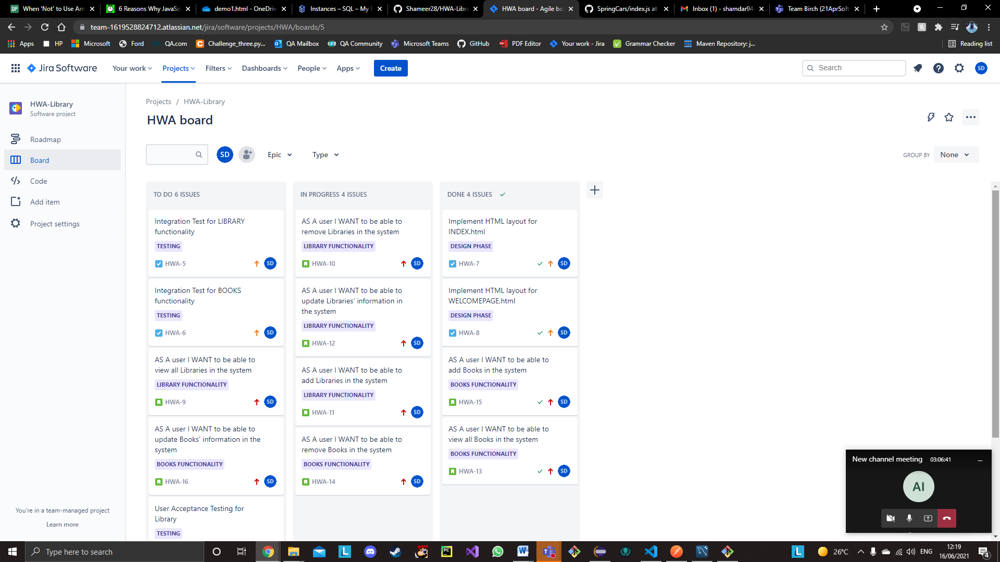 When 'Not' to Use Arro
6 Reasons Why JavaScr
demo1.html - OneDriv
Instances – SQL – My P
Shameer28/HWA-Libra
HWA board - Agile bo
SpringCars/index.js at
Inbox (1) - shamdar94
Team Birch (21AprSoft
team-1619528824712.atlassian.net/jira/software/projects/HWA/boards/5
Apps
HP
Microsoft
Ford
QA.com
Challenge_three.py...
QA Mailbox
QA Community
Microsoft Teams
GitHub
PDF Editor
Your work - Jira
Grammar Checker
Maven Repository: j...
Reading list
Jira Software
Your work
Projects
Filters
Dashboards
People
Apps
Create
Search
SD
HWA-Library
Software project
Roadmap
Board
Code
Add item
Project settings
You're in a team-managed project
Learn more
Projects / HWA-Library
HWA board
SD
Epic
Type
GROUP BY
None
TO DO 6 ISSUES
Integration Test for LIBRARY
functionality
TESTING
HWA-5
SD
Integration Test for BOOKS
functionality
TESTING
HWA-6
SD
AS A user I WANT to be able to
view all Libraries in the system
LIBRARY FUNCTIONALITY
HWA-9
SD
AS A user I WANT to be able to
update Books' information in the
system
BOOKS FUNCTIONALITY
HWA-16
SD
User Acceptance Testing for
Library
TESTING
IN PROGRESS 4 ISSUES
AS A user I WANT to be able to
remove Libraries in the system
LIBRARY FUNCTIONALITY
HWA-10
SD
AS A user I WANT to be able to
update Libraries' information in
the system
LIBRARY FUNCTIONALITY
HWA-12
SD
AS A user I WANT to be able to
add Libraries in the system
LIBRARY FUNCTIONALITY
HWA-11
SD
AS A user I WANT to be able to
remove Books in the system
BOOKS FUNCTIONALITY
HWA-14
SD
DONE 4 ISSUES
Implement HTML layout for
INDEX.html
DESIGN PHASE
HWA-7
SD
Implement HTML layout for
WELCOMEPAGE.html
DESIGN PHASE
HWA-8
SD
AS A user I WANT to be able to
add Books in the system
BOOKS FUNCTIONALITY
HWA-15
SD
AS A user I WANT to be able to
view all Books in the system
BOOKS FUNCTIONALITY
HWA-13
SD
New channel meeting 03:06:41
AI
Type here to search
26°C
ENG
12:19
16/06/2021
4